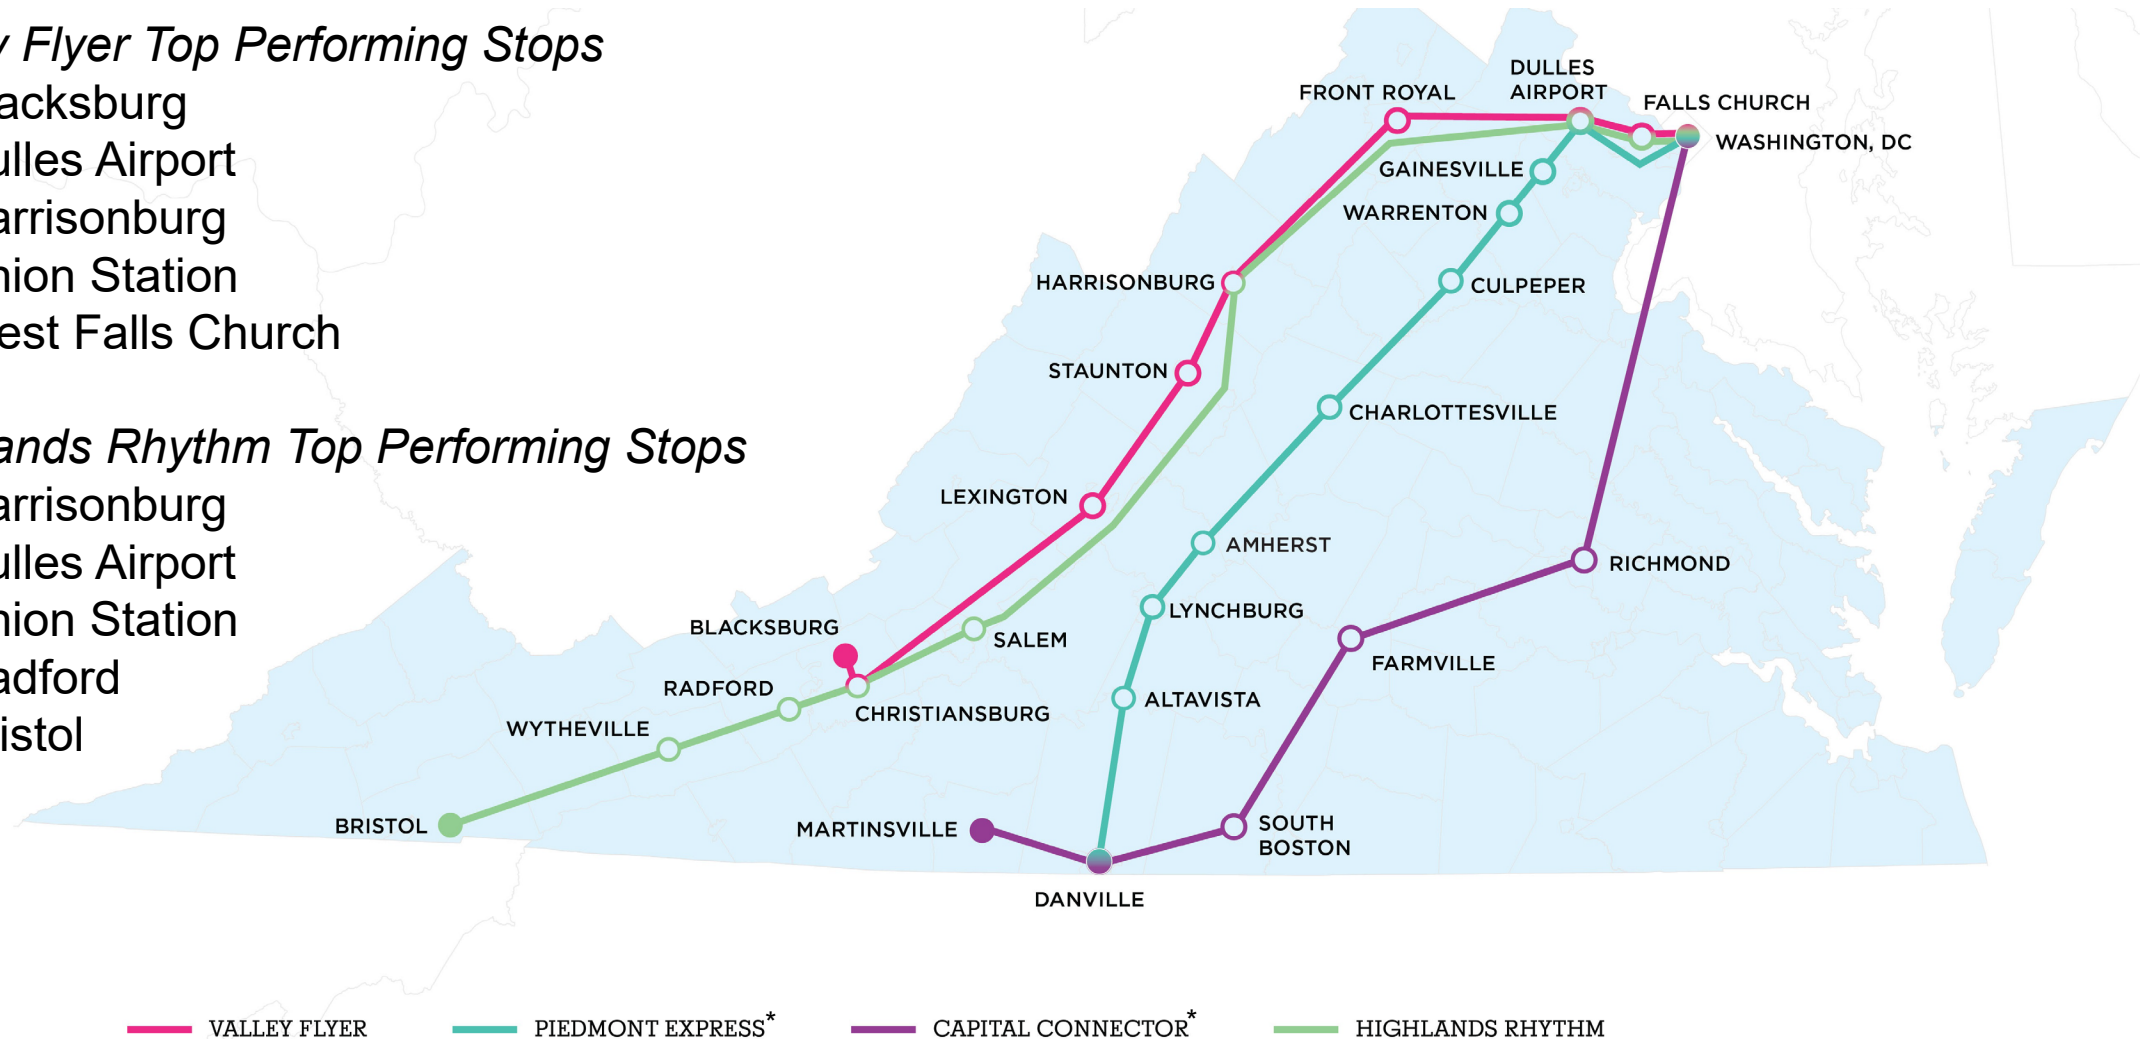 y Flyer Top Performing Stops
acksburg
ulles Airport
arrisonburg
nion Station
est Falls Church
ands Rhythm Top Performing Stops
arrisonburg
ulles Airport
nion Station
adford
istol
DULLES
AIRPORT
FRONT ROYAL
FALLS CHURCH
WASHINGTON, DC
GAINESVILLE
WARRENTON
HARRISONBURG
CULPEPER
STAUNTON
CHARLOTTESVILLE
LEXINGTON
AMHERST
RICHMOND
LYNCHBURG
BLACKSBURG
SALEM
FARMVILLE
RADFORD
ALTAVISTA
CHRISTIANSBURG
WYTHEVILLE
BRISTOL
MARTINSVILLE
SOUTH
BOSTON
DANVILLE
VALLEY FLYER
PIEDMONT EXPRESS*
CAPITAL CONNECTOR*
HIGHLANDS RHYTHM